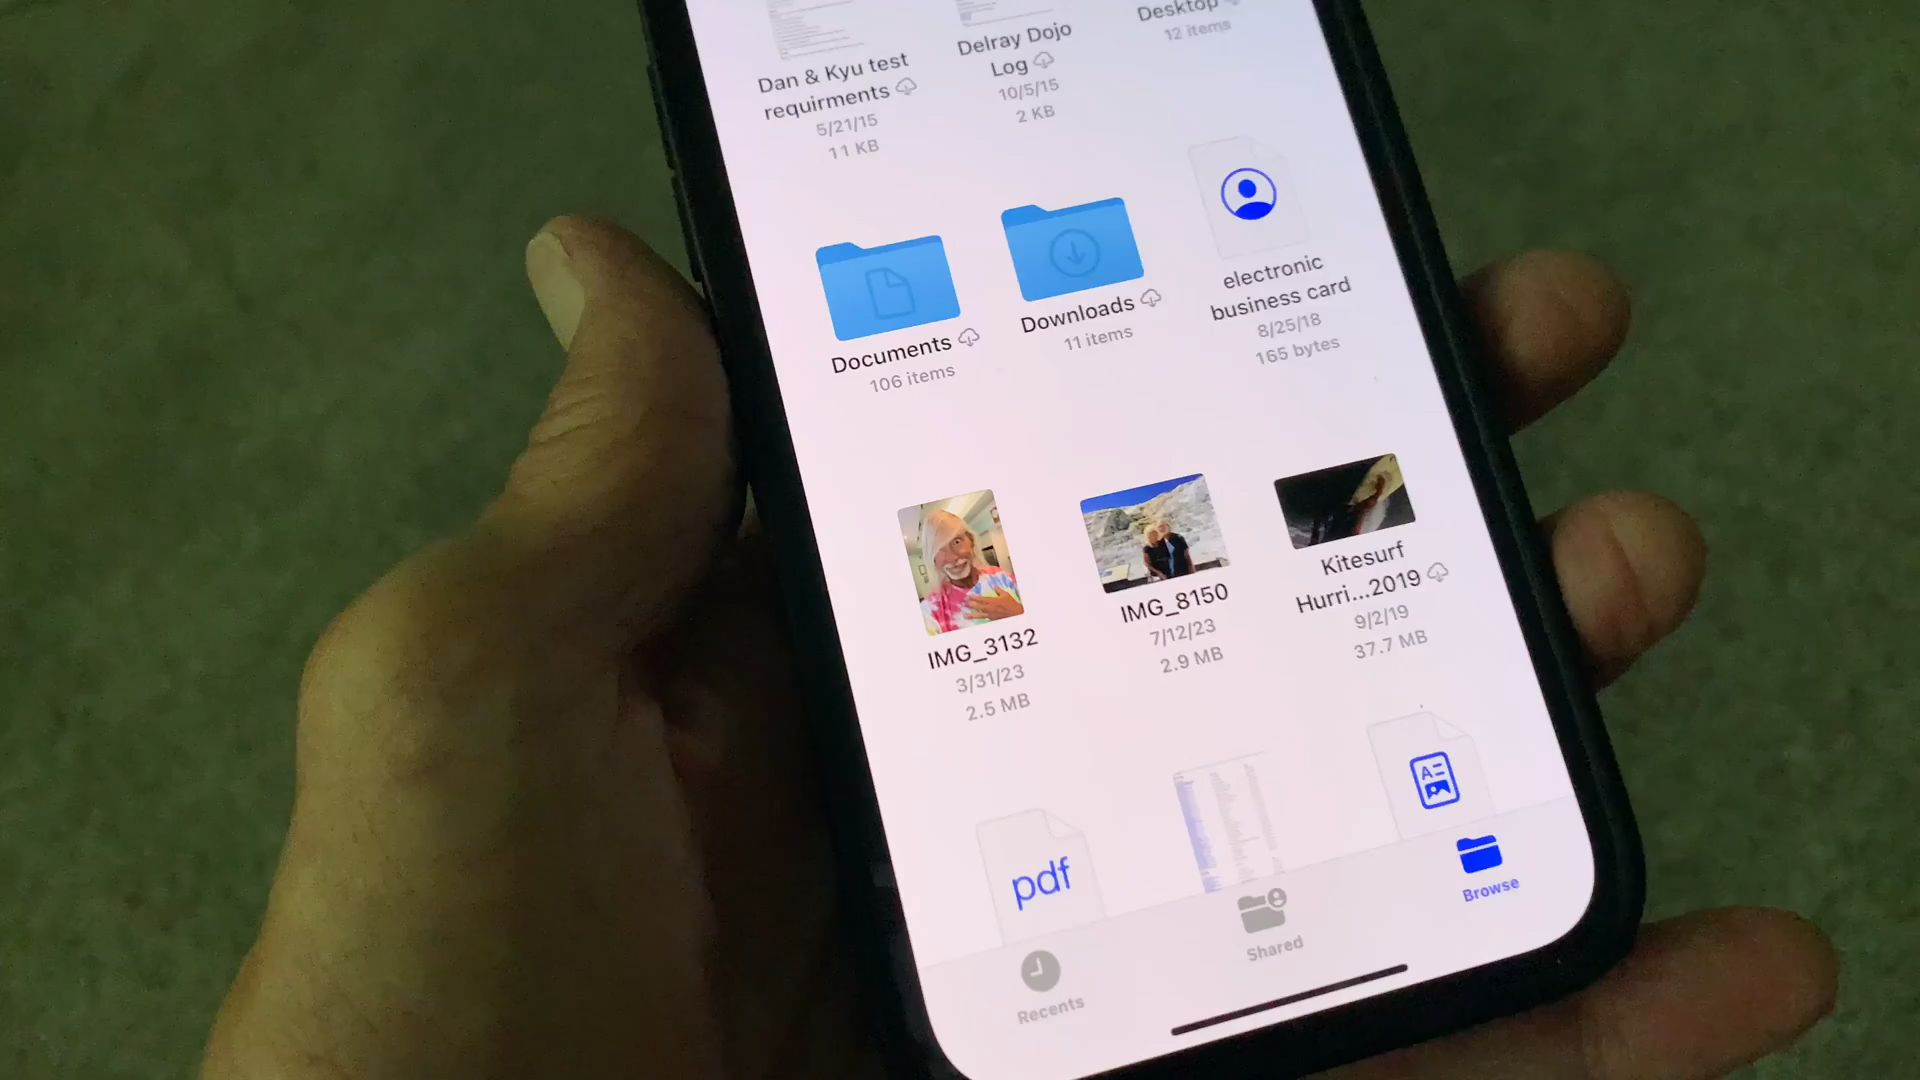 Dan & Kyu test
requirments
5/21/15
11 KB
Delray Dojo
Log
10/5/15
2 KB
Desktop
12 items
Documents
106 items
Downloads
11 items
electronic
business card
8/25/18
165 bytes
IMG_3132
3/31/23
2.5 MB
IMG_8150
7/12/23
2.9 MB
Kitesurf
Hurri...2019
9/2/19
37.7 MB
pdf
A
Recents
Shared
Browse